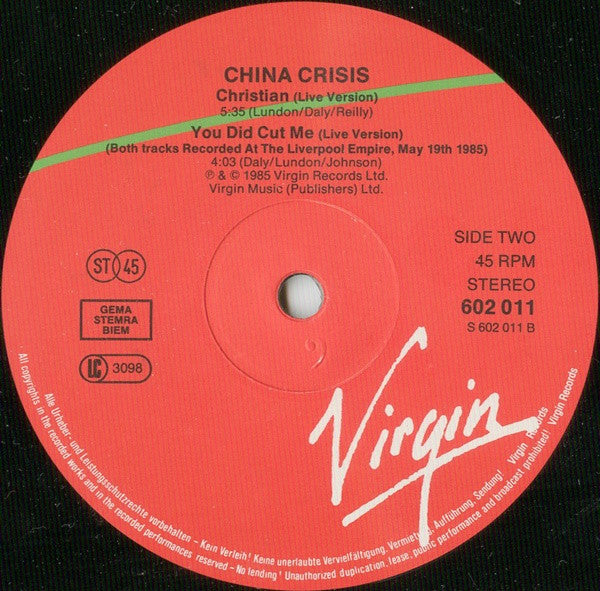 CHINA CRISIS
Christian (Live Version)
5:35 (Lundon/Daly/Reilly)
You Did Cut Me (Live Version)
(Both tracks Recorded At The Liverpool Empire, May 19th 1985)
4:03 (Daly/Lundon/Johnson)
℗ & © 1985 Virgin Records Ltd.
Virgin Music (Publishers) Ltd.
ST 45
GEMA
STEMRA
BIEM
LC 3098
SIDE TWO
45 RPM
STEREO
602 011
S 602 011 B
Virgin
Alle Urheber- und Leistungsschutzrechte vorbehalten - Kein Verleih! Keine unerlaubte Vervielfältigung, Vermietung, Aufführung, Sendung! Virgin Records
All copyrights in the recorded works and in the recorded performances reserved - No lending! Unauthorized duplication, lease, public performance and broadcast prohibited! Virgin Records